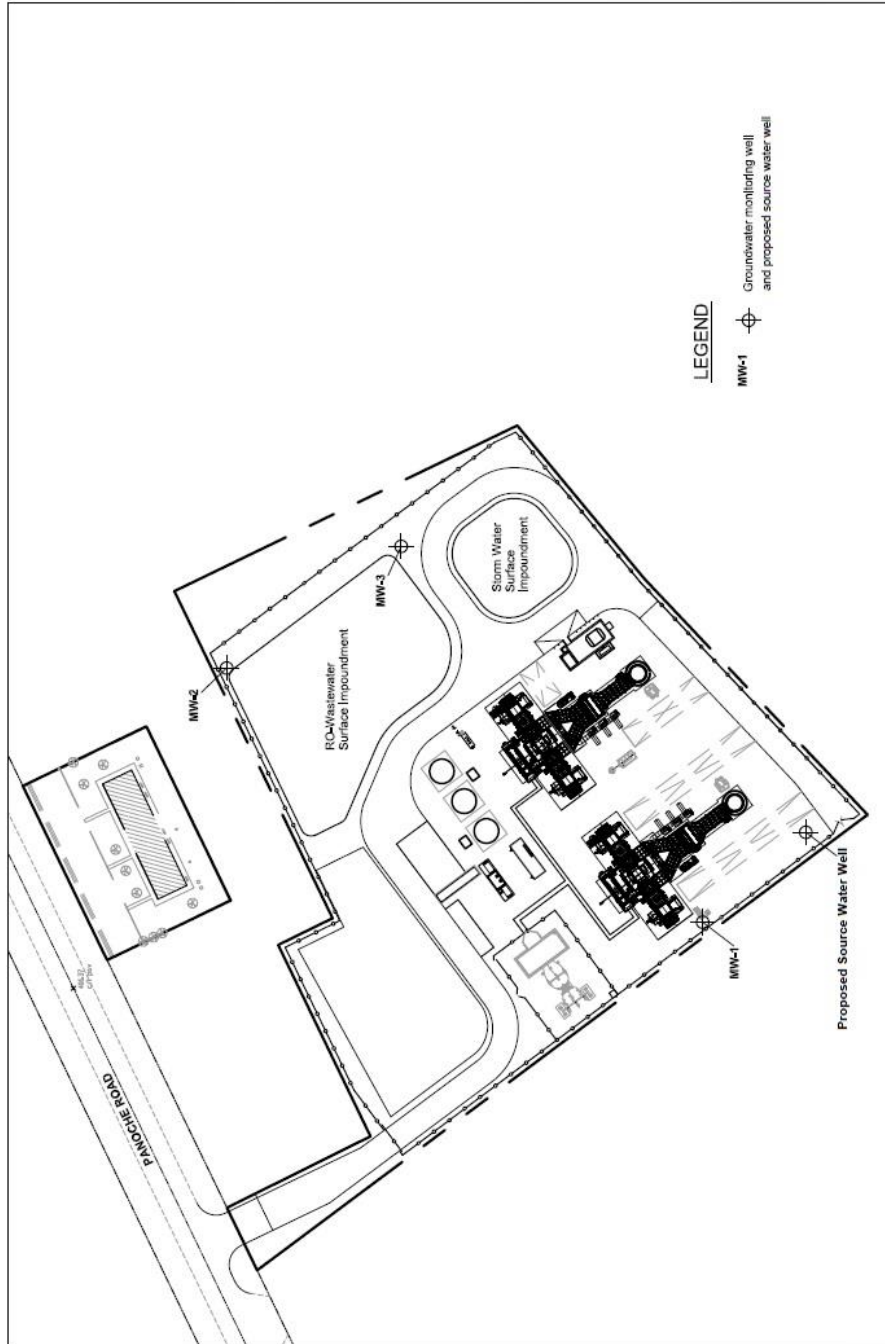 PANOCHE ROAD
MW-2
MW-3
RO-Wastewater
Surface Impoundment
Storm Water
Surface
Impoundment
MW-1
Proposed Source Water Well
LEGEND
MW-1
Groundwater monitoring well
and proposed source water well